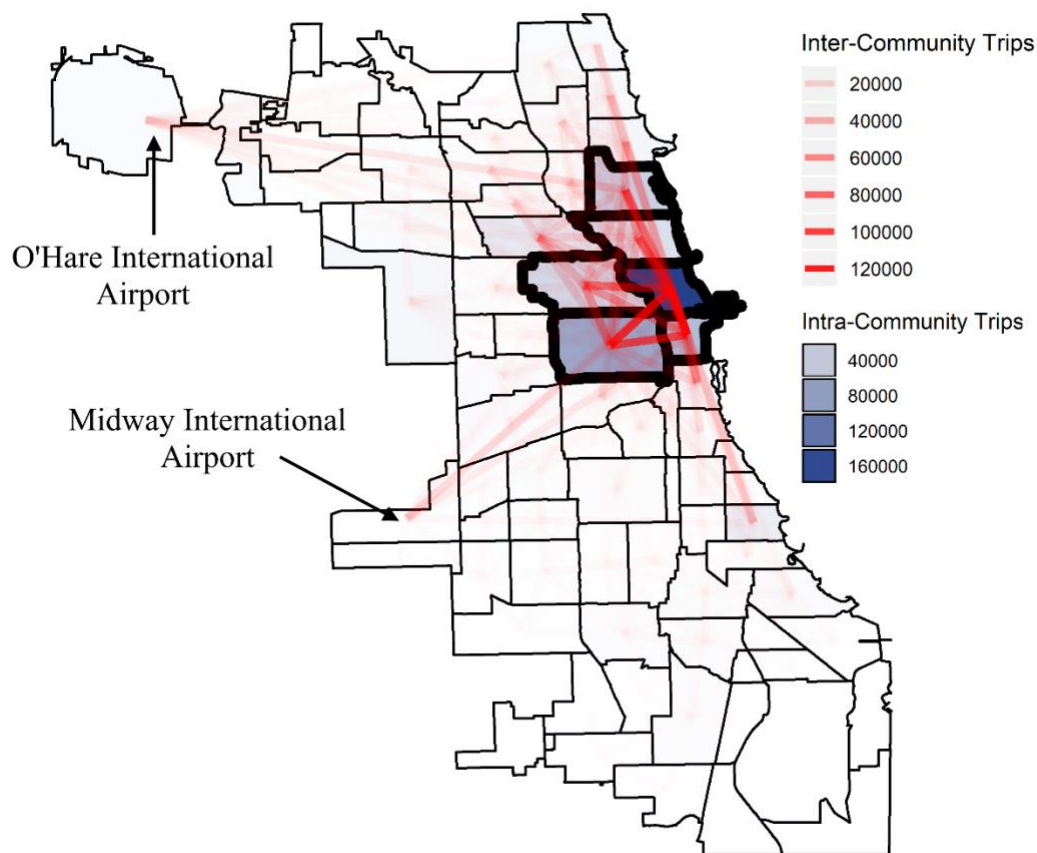 Inter-Community Trips
20000
40000
60000
80000
100000
120000
O'Hare International
Airport
Intra-Community Trips
40000
80000
120000
160000
Midway International
Airport